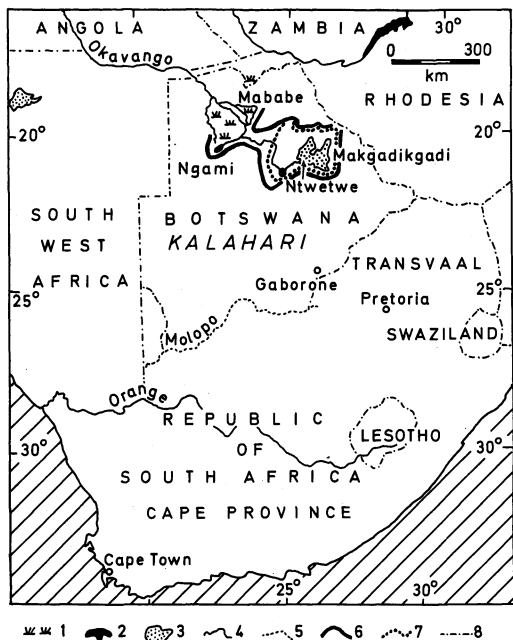 25° 30°
ANGOLA ZAMBIA
Okavango
0 300
km
Mababe
RHODESIA
20° 20°
Makgadikgadi
Ngami
Ntwetwe
SOUTH
WEST
AFRICA
BOTSWANA
KALAHARI
TRANSVAAL
Gaborone
25° 25°
Pretoria
SWAZILAND
Molopo
Orange
REPUBLIC
OF
SOUTH AFRICA
LESOTHO
30° 30°
CAPE PROVINCE
Cape Town
25° 30°
1 2 3 4 5 6 7 8